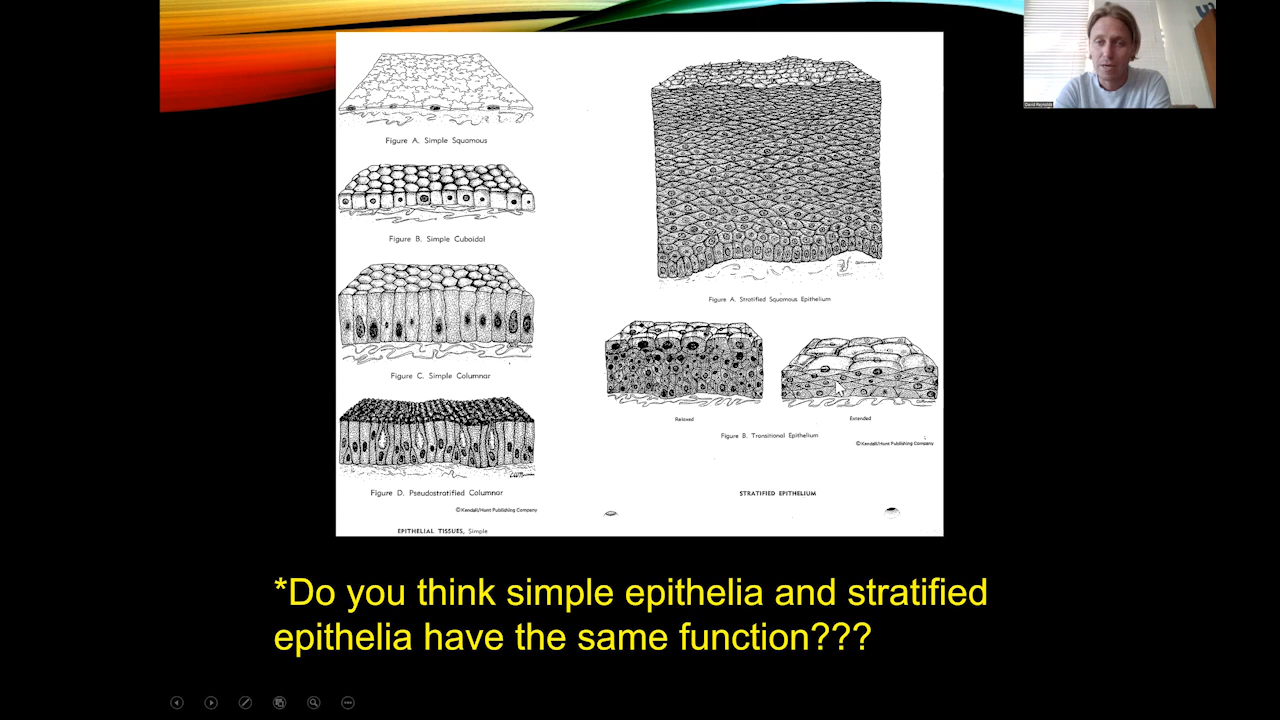 David Reynolds
Figure A. Simple Squamous
Figure B. Simple Cuboidal
Figure C. Simple Columnar
Figure D. Pseudostratified Columnar
©Kendall/Hunt Publishing Company
EPITHELIAL TISSUES, Simple
Figure A. Stratified Squamous Epithelium
Relaxed
Extended
Figure B. Transitional Epithelium
©Kendall/Hunt Publishing Company
STRATIFIED EPITHELIUM
*Do you think simple epithelia and stratified
epithelia have the same function???